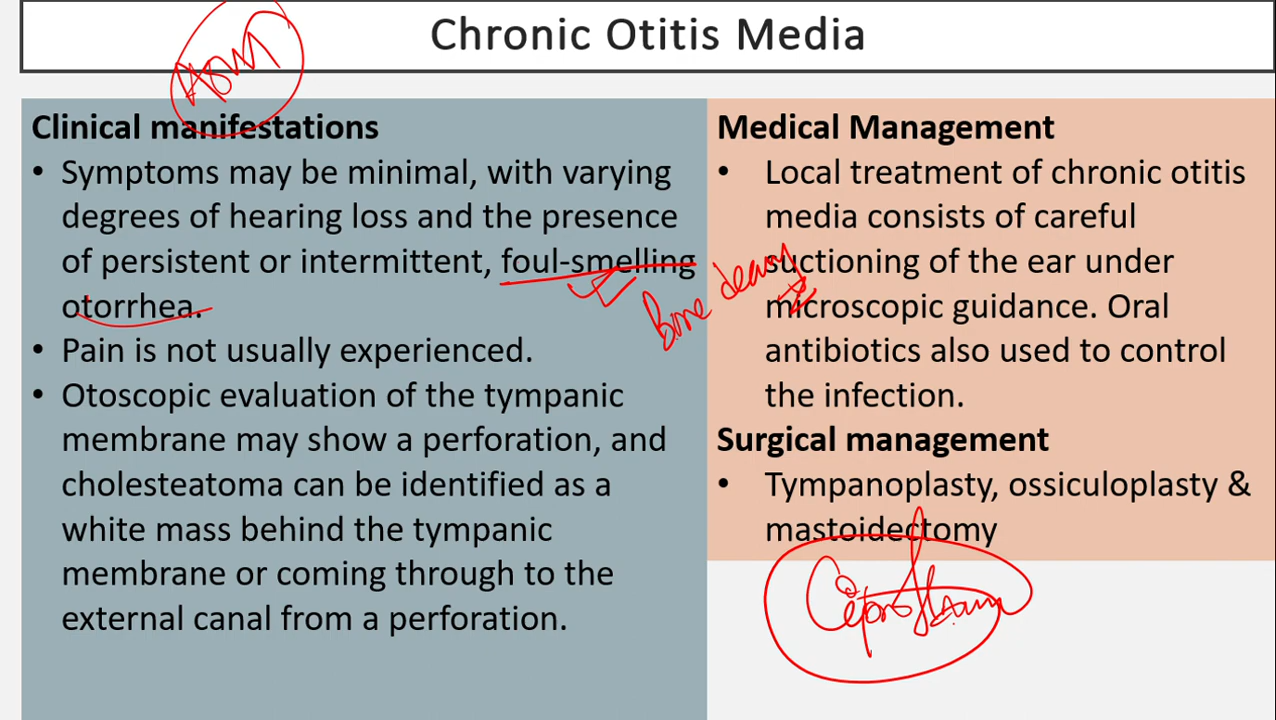 Chronic Otitis Media
Clinical manifestations
• Symptoms may be minimal, with varying
degrees of hearing loss and the presence
of persistent or intermittent, foul-smelling
otorrhea.
• Pain is not usually experienced.
• Otoscopic evaluation of the tympanic
membrane may show a perforation, and
cholesteatoma can be identified as a
white mass behind the tympanic
membrane or coming through to the
external canal from a perforation.
Medical Management
• Local treatment of chronic otitis
media consists of careful
suctioning of the ear under
microscopic guidance. Oral
antibiotics also used to control
the infection.
Surgical management
• Tympanoplasty, ossiculoplasty &
mastoidectomy
Bone